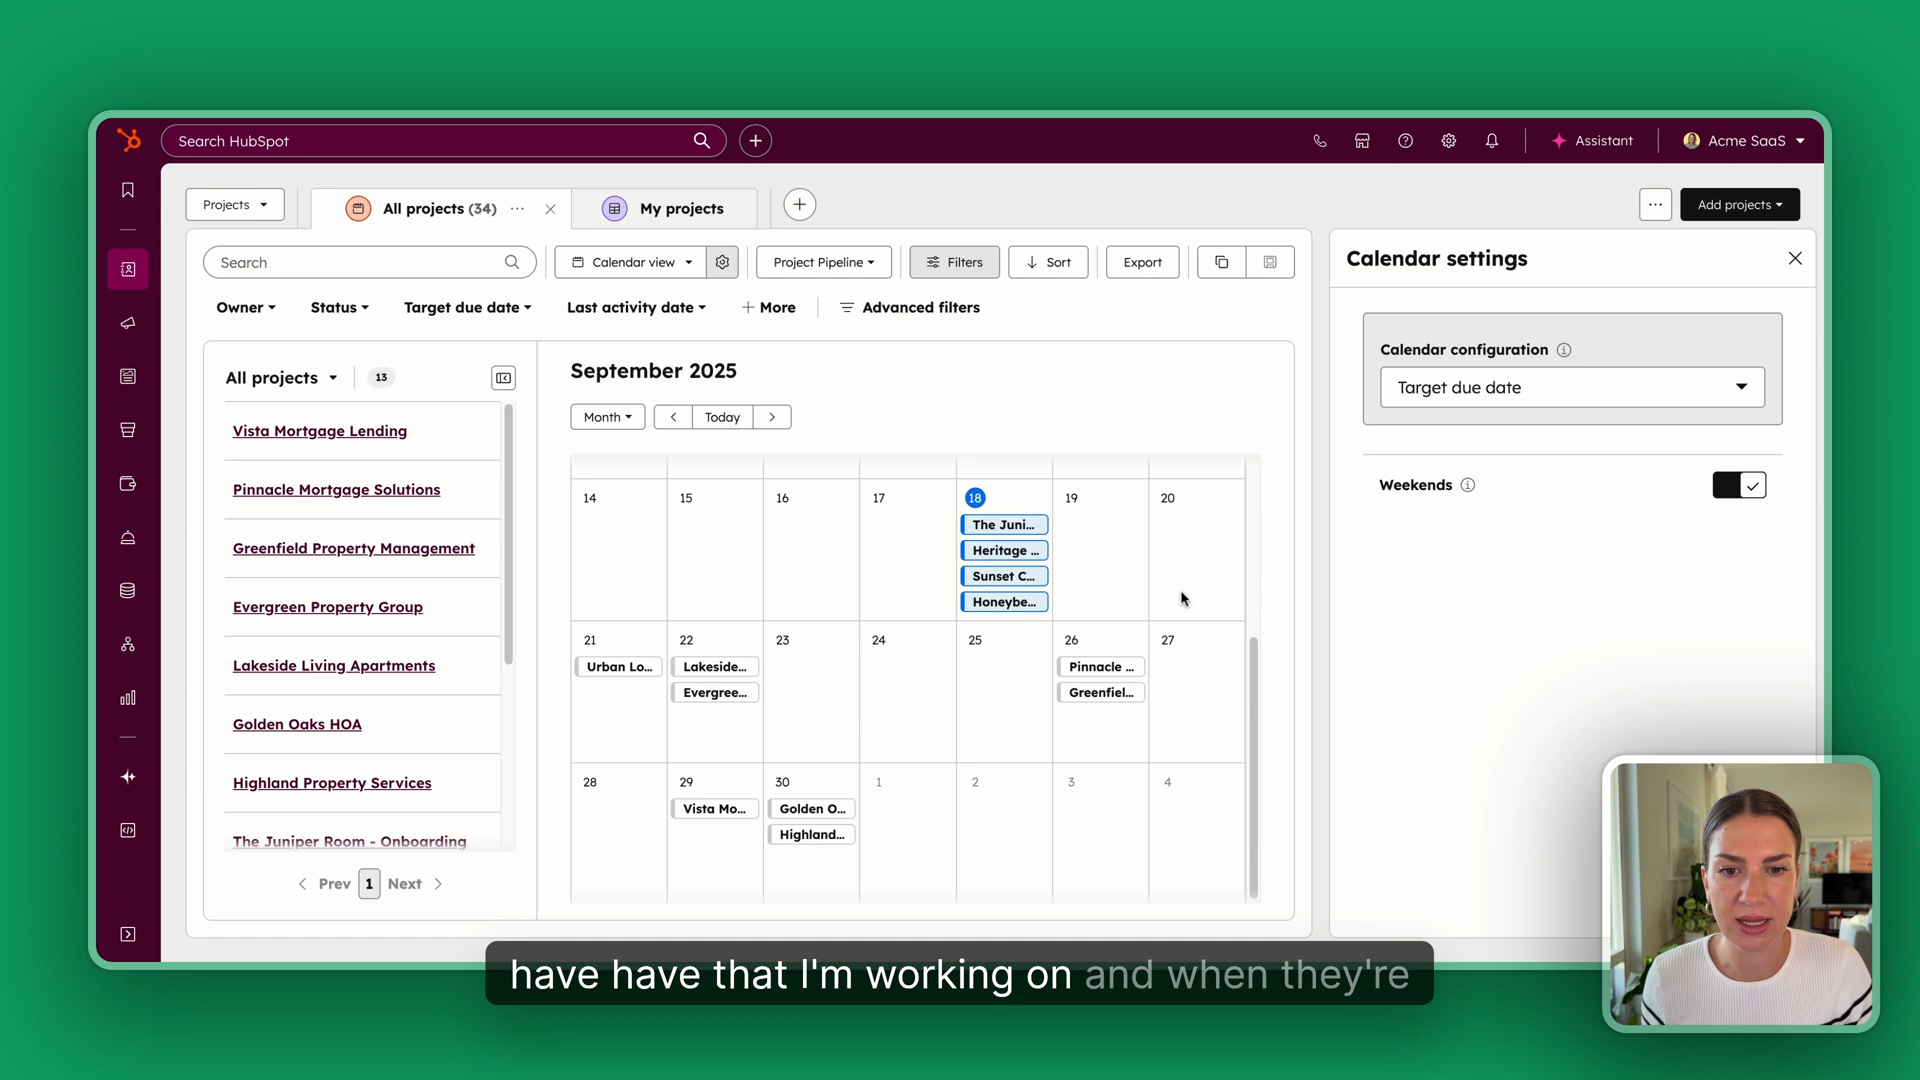 Search HubSpot
Assistant
Acme SaaS
Projects
All projects (34)
My projects
Add projects
Search
Calendar view
Project Pipeline
Filters
Sort
Export
Owner
Status
Target due date
Last activity date
More
Advanced filters
All projects
13
Vista Mortgage Lending
Pinnacle Mortgage Solutions
Greenfield Property Management
Evergreen Property Group
Lakeside Living Apartments
Golden Oaks HOA
Highland Property Services
The Juniper Room - Onboarding
Prev 1 Next
September 2025
Month
Today
14 15 16 17 18 19 20
The Juni...
Heritage ...
Sunset C...
Honeybe...
21 22 23 24 25 26 27
Urban Lo... Lakeside... Pinnacle ...
Evergree... Greenfiel...
28 29 30 1 2 3 4
Vista Mo... Golden O...
Highland...
Calendar settings
Calendar configuration
Target due date
Weekends
have have that I'm working on and when they're